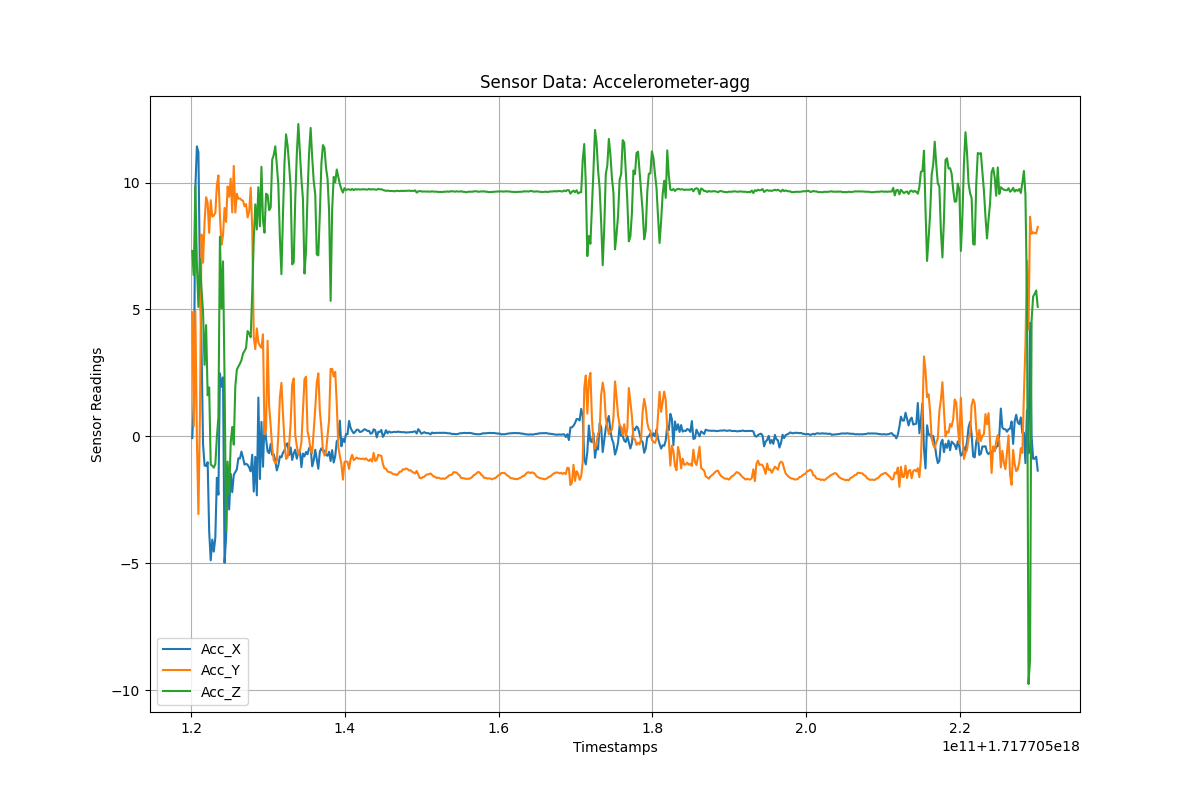 Sensor Data: Accelerometer-agg
Sensor Readings
10
5
0
−5
−10
Acc_X
Acc_Y
Acc_Z
1.2 1.4 1.6 1.8 2.0 2.2
Timestamps
1e11+1.717705e18